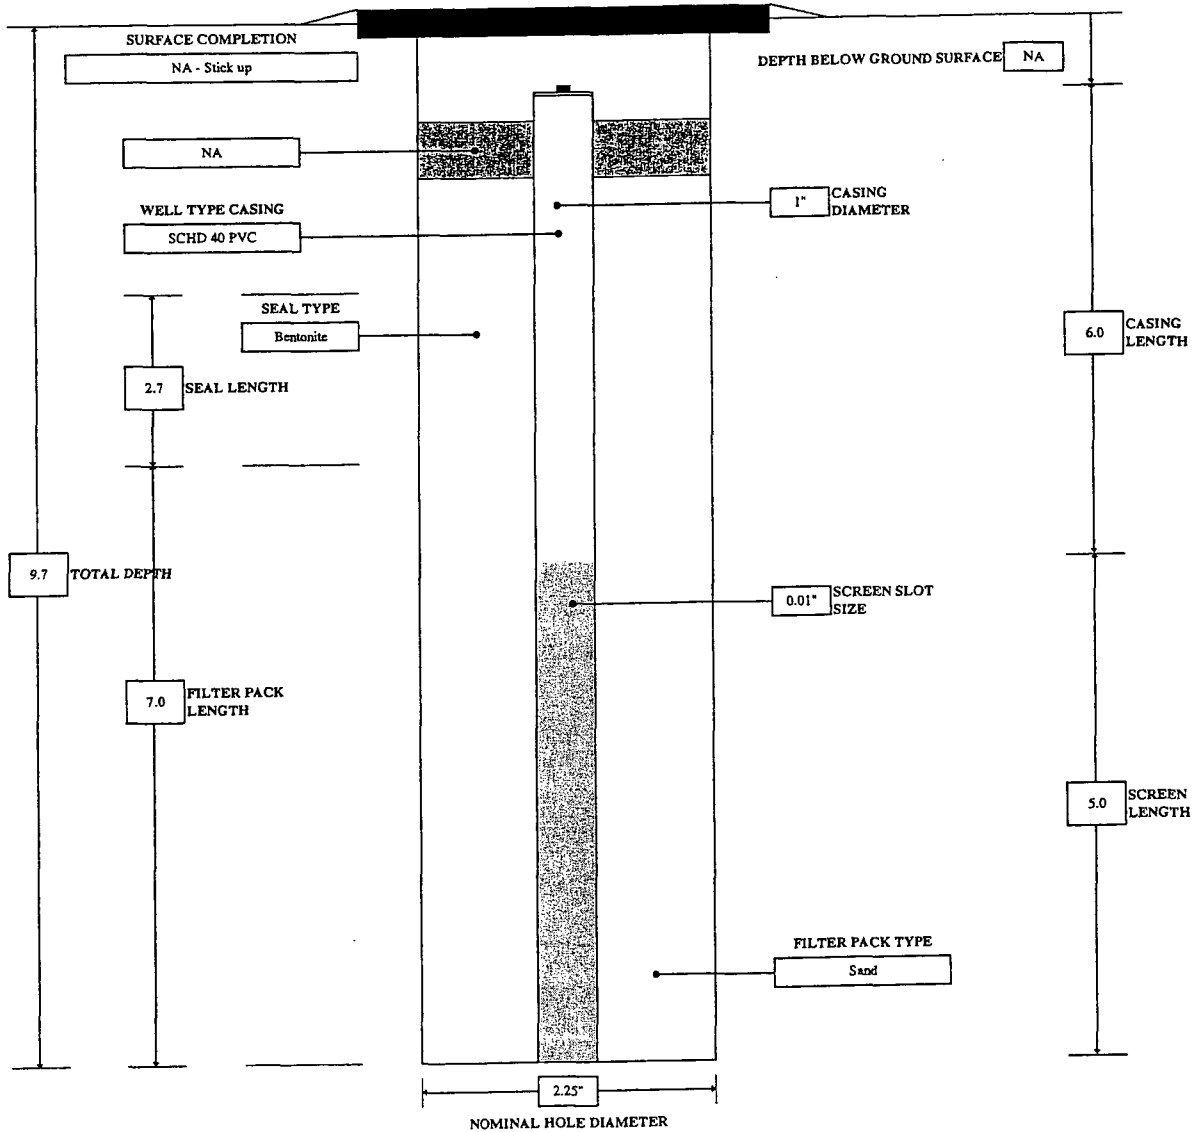 SURFACE COMPLETION
NA - Stick up
DEPTH BELOW GROUND SURFACE
NA
NA
WELL TYPE CASING
SCHD 40 PVC
1"
CASING
DIAMETER
SEAL TYPE
Bentonite
2.7
SEAL LENGTH
6.0
CASING
LENGTH
9.7
TOTAL DEPTH
0.01"
SCREEN SLOT
SIZE
7.0
FILTER PACK
LENGTH
5.0
SCREEN
LENGTH
FILTER PACK TYPE
Sand
2.25"
NOMINAL HOLE DIAMETER